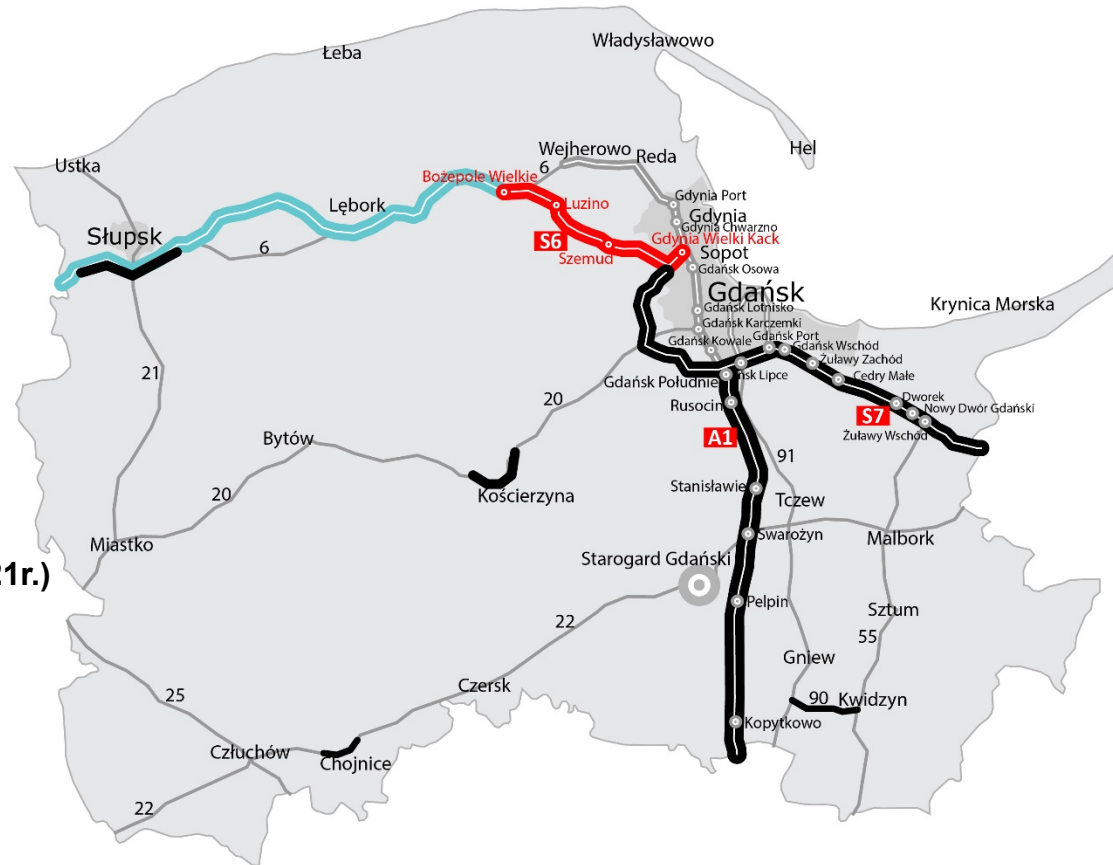 Władysławowo
Łeba
Hel
Wejherowo
Reda
6
Ustka
Bożepole Wielkie
Luzino
Gdynia Port
Gdynia
Gdynia Chwarzno
Lębork
S6
Szemud
Gdynia Wielki Kack
Sopot
Słupsk
6
Gdańsk Osowa
Gdańsk
Krynica Morska
Gdańsk Lotnisko
Gdańsk Karczemki
Gdańsk Port
Gdańsk Kowale
Gdańsk Wschód
Żuławy Zachód
21
Gdańsk Południe
ńsk Lipce
Cedry Małe
Rusocin
Dworek
S7
Nowy Dwór Gdański
20
A1
Żuławy Wschód
Bytów
91
Stanisławie
Kościerzyna
Tczew
20
Swarożyn
Malbork
Miastko
Starogard Gdański
21r.)
Pelpin
Sztum
22
55
Gniew
Czersk
25
90
Kwidzyn
Kopytkowo
Człuchów
Chojnice
22